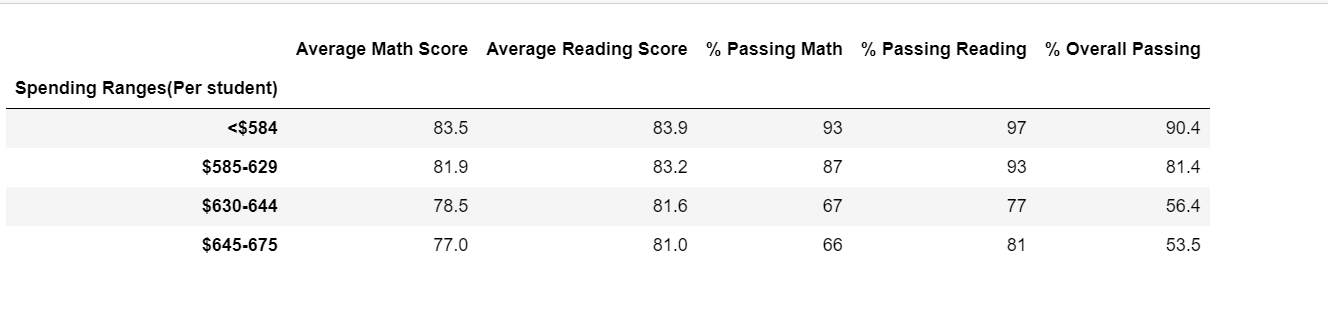 Average Math Score Average Reading Score % Passing Math % Passing Reading % Overall Passing
Spending Ranges(Per student)
<$584 83.5 83.9 93 97 90.4
$585-629 81.9 83.2 87 93 81.4
$630-644 78.5 81.6 67 77 56.4
$645-675 77.0 81.0 66 81 53.5